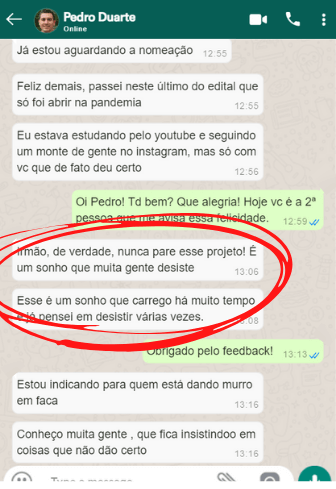 Pedro Duarte
Online
Já estou aguardando a nomeação 12:55
Feliz demais, passei neste último do edital que
só foi abrir na pandemia
12:55
Eu estava estudando pelo youtube e seguindo
um monte de gente no instagram, mas só com
vc que de fato deu certo
12:56
Oi Pedro! Td bem? Que alegria! Hoje vc é a 2ª
pessoa que me avisa essa felicidade. 12:59
Irmão, de verdade, nunca pare esse projeto! É
um sonho que muita gente desiste
13:06
Esse é um sonho que carrego há muito tempo
e já pensei em desistir várias vezes.
Obrigado pelo feedback! 13:13
Estou indicando para quem está dando murro
em faca
13:16
Conheço muita gente , que fica insistindoo em
coisas que não dão certo
13:16
Type a message